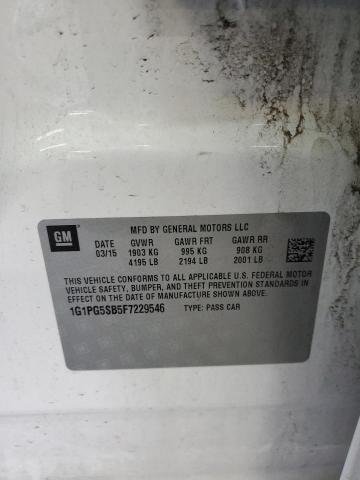 MFD BY GENERAL MOTORS LLC
GM
DATE GVWR GAWR FRT GAWR RR
03/15 1903 KG 995 KG 908 KG
4195 LB 2194 LB 2001 LB
THIS VEHICLE CONFORMS TO ALL APPLICABLE U.S. FEDERAL MOTOR
VEHICLE SAFETY, BUMPER, AND THEFT PREVENTION STANDARDS IN EFFECT
ON THE DATE OF MANUFACTURE SHOWN ABOVE.
1G1PG5SB5F7229546 TYPE: PASS CAR